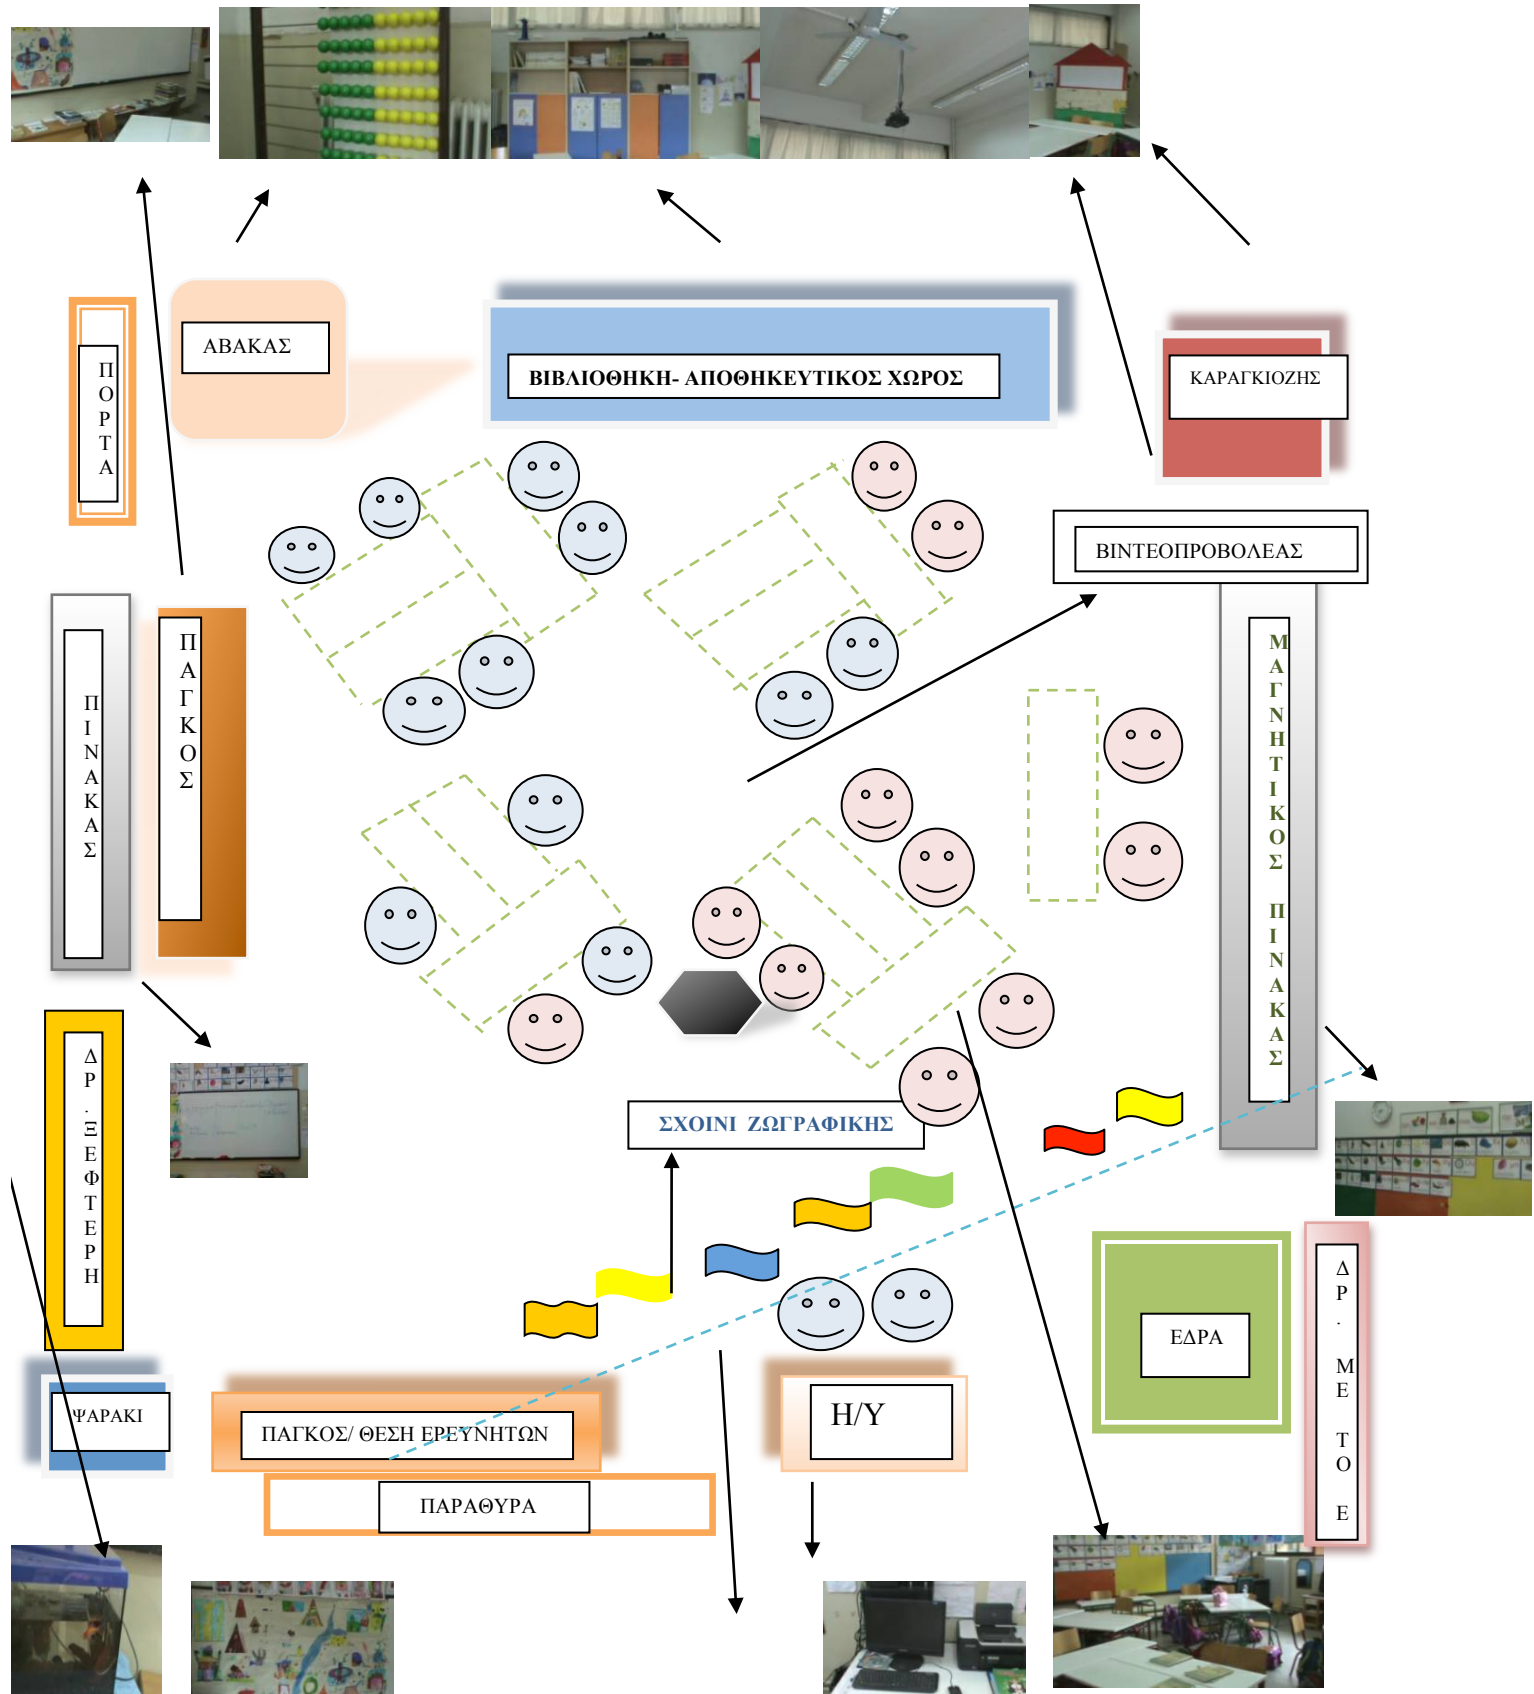 ΑΒΑΚΑΣ
ΠΟΡΤΑ
ΒΙΒΛΙΟΘΗΚΗ- ΑΠΟΘΗΚΕΥΤΙΚΟΣ ΧΩΡΟΣ
ΚΑΡΑΓΚΙΟΖΗΣ
ΒΙΝΤΕΟΠΡΟΒΟΛΕΑΣ
ΠΙΝΑΚΑΣ
ΠΑΓΚΟΣ
ΜΑΓΝΗΤΙΚΟΣ ΠΙΝΑΚΑΣ
ΔΡ.ΞΕΦΤΕΡΗ
ΣΧΟΙΝΙ ΖΩΓΡΑΦΙΚΗΣ
ΕΔΡΑ
ΔΡ. ΜΕ ΤΟ Ε
ΨΑΡΑΚΙ
ΠΑΓΚΟΣ/ ΘΕΣΗ ΕΡΕΥΝΗΤΩΝ
Η/Υ
ΠΑΡΑΘΥΡΑ